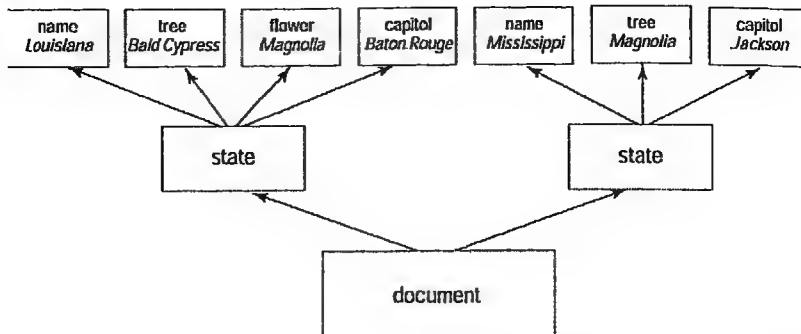 name
Louisiana
tree
Bald Cypress
flower
Magnolia
capitol
Baton Rouge
name
Mississippi
tree
Magnolia
capitol
Jackson
state
state
document